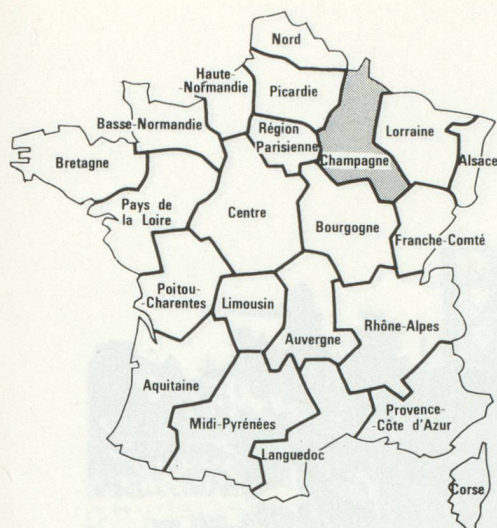 Nord
Haute-
Normandie
Picardie
Basse-Normandie
Région
Parisienne
Champagne
Lorraine
Alsace
Bretagne
Pays de
la Loire
Centre
Bourgogne
Franche-Comté
Poitou-
Charentes
Limousin
Auvergne
Rhône-Alpes
Aquitaine
Midi-Pyrénées
Languedoc
Provence-
-Côte d'Azur
Corse